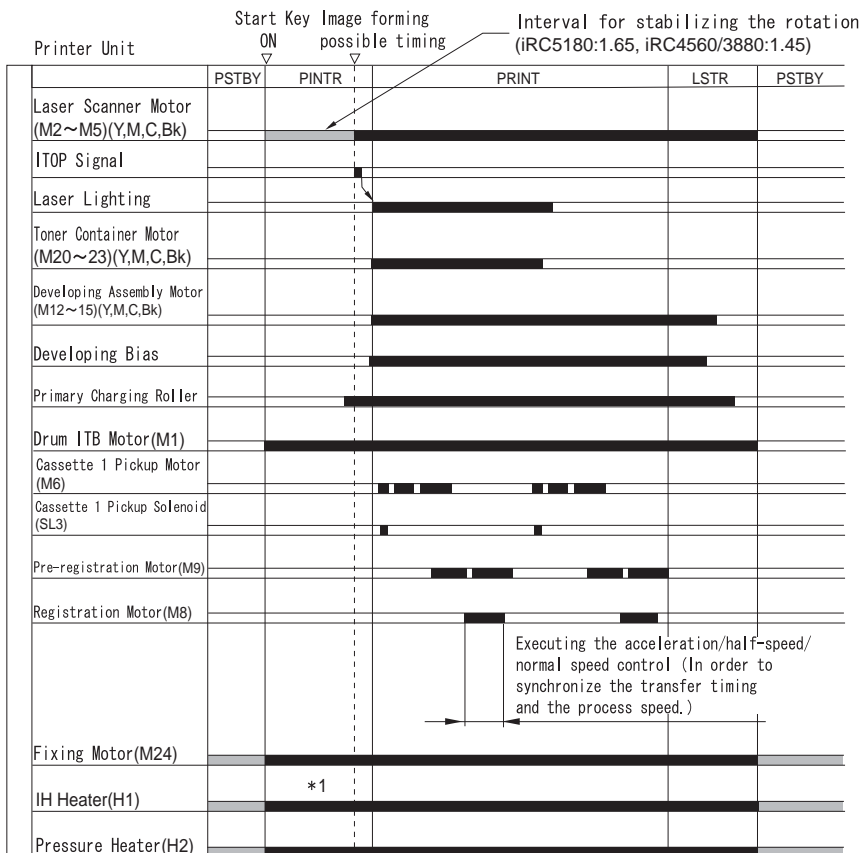 Start Key
ON
Image forming
possible timing
Interval for stabilizing the rotation
(iRC5180:1.65, iRC4560/3880:1.45)
Printer Unit
PSTBY PINTR PRINT LSTR PSTBY
Laser Scanner Motor
(M2~M5)(Y,M,C,Bk)
ITOP Signal
Laser Lighting
Toner Container Motor
(M20~23)(Y,M,C,Bk)
Developing Assembly Motor
(M12~15)(Y,M,C,Bk)
Developing Bias
Primary Charging Roller
Drum ITB Motor(M1)
Cassette 1 Pickup Motor
(M6)
Cassette 1 Pickup Solenoid
(SL3)
Pre-registration Motor(M9)
Registration Motor(M8)
Executing the acceleration/half-speed/
normal speed control (In order to
synchronize the transfer timing
and the process speed.)
Fixing Motor(M24)
*1
IH Heater(H1)
Pressure Heater(H2)